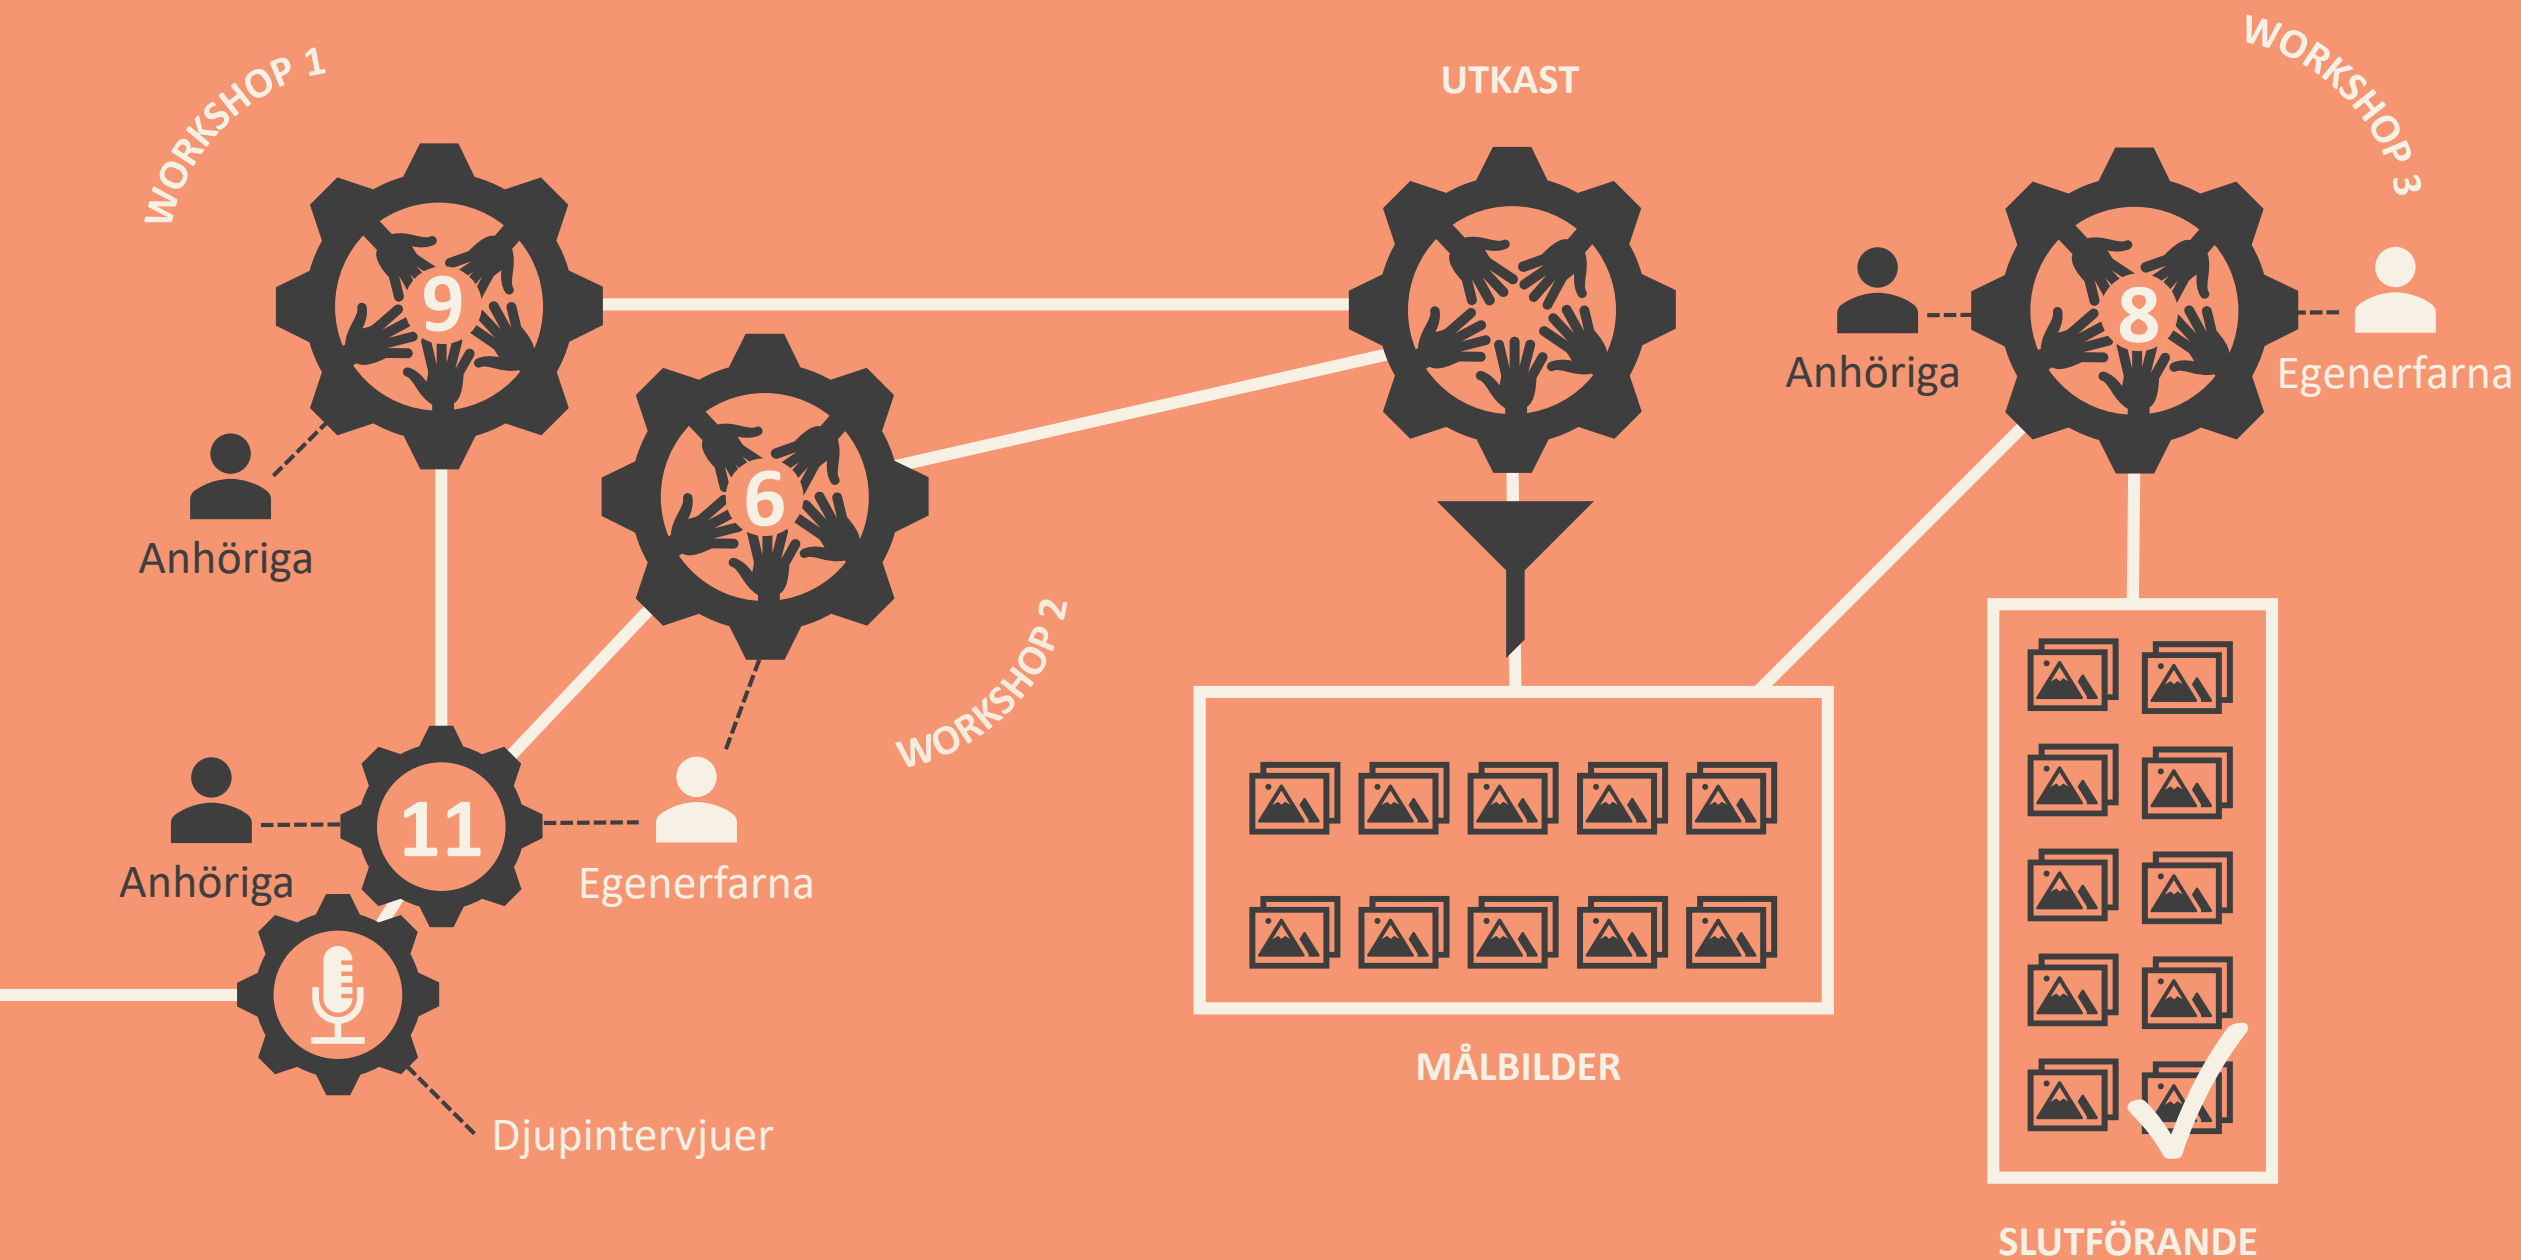 WORKSHOP 1
9
Anhöriga
6
WORKSHOP 2
11
Anhöriga
Egenerfarna
Djupintervjuer
UTKAST
MÅLBILDER
WORKSHOP 3
8
Anhöriga
Egenerfarna
SLUTFÖRANDE